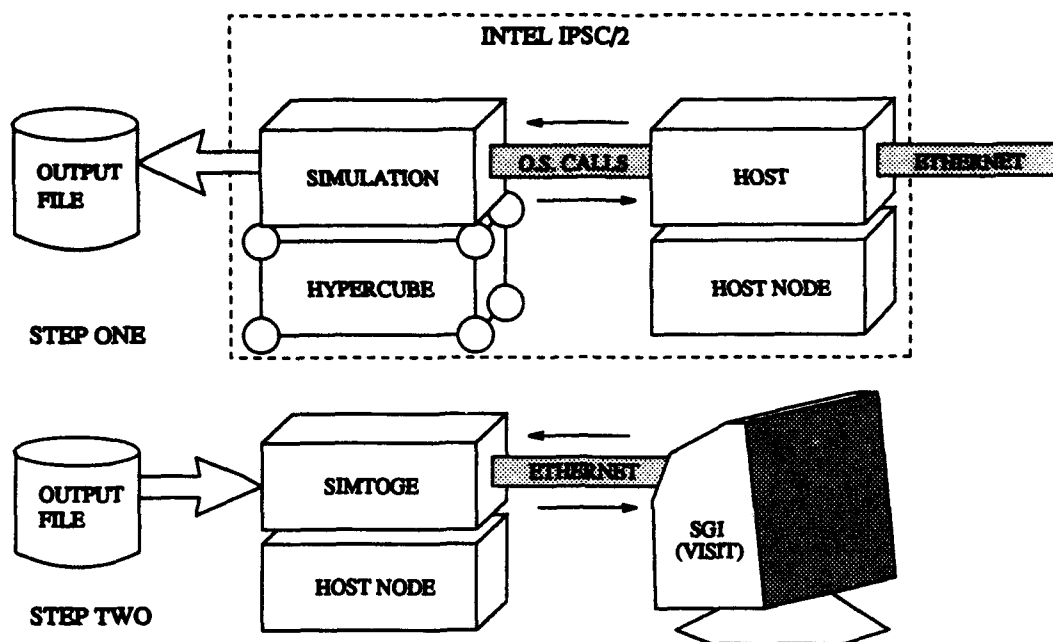 INTEL IPSC/2
OUTPUT
FILE
SIMULATION
O.S. CALLS
HOST
ETHERNET
HYPERCUBE
HOST NODE
STEP ONE
OUTPUT
FILE
SIMTOGE
ETHERNET
SGI
(VISIT)
HOST NODE
STEP TWO